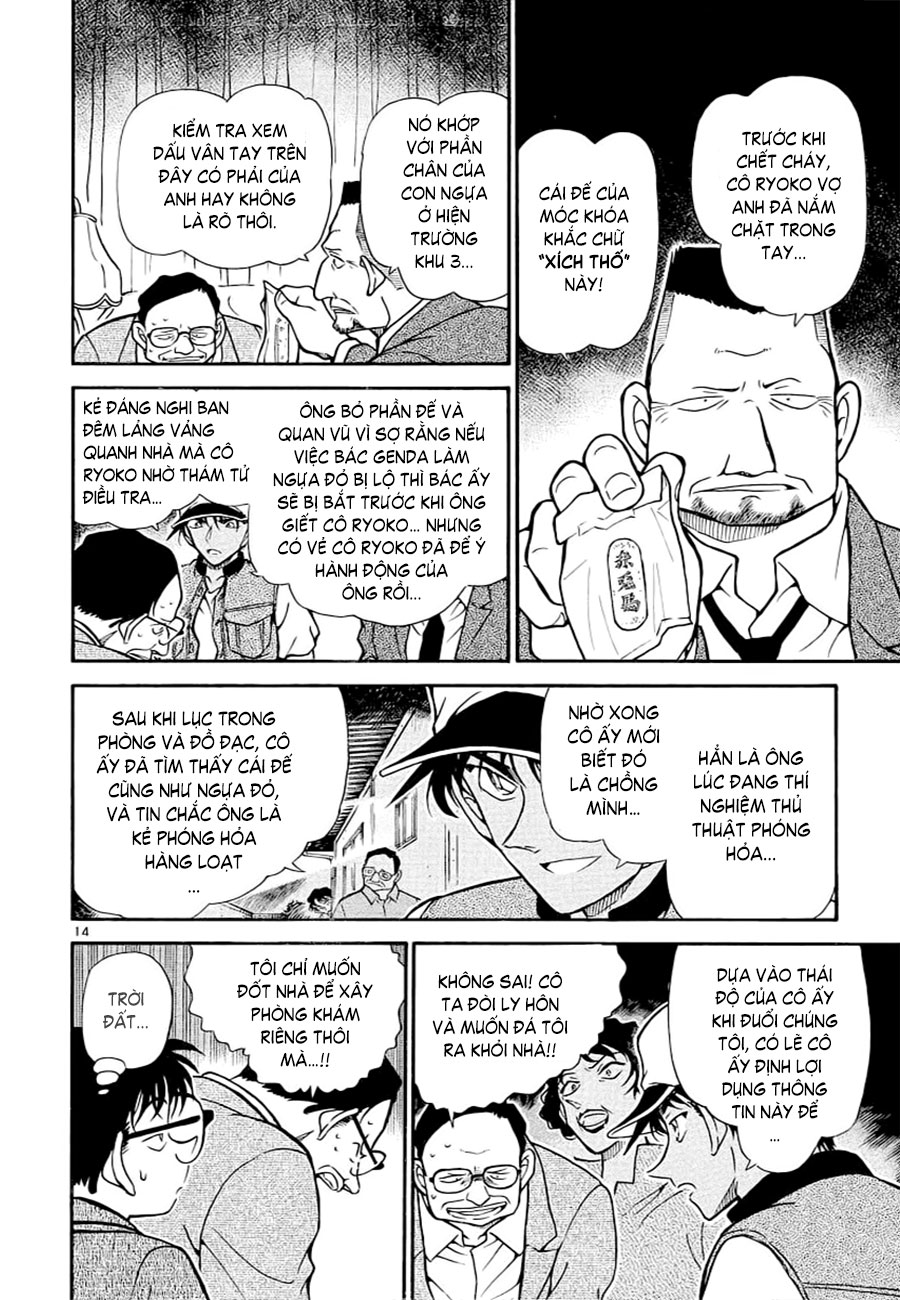 TRƯỚC KHI
CHẾT CHÁY,
CÔ RYOKO VỢ
ANH ĐÃ NẮM
CHẶT TRONG
TAY...
CÁI ĐẾ CỦA
MÓC KHÓA
KHẮC CHỮ
"XÍCH THỐ"
NÀY!
朱毛馬
NÓ KHỚP
VỚI PHẦN
CHÂN CỦA
CON NGỰA
Ở HIỆN
TRƯỜNG
KHU 3...
KIỂM TRA XEM
DẤU VÂN TAY TRÊN
ĐÂY CÓ PHẢI CỦA
ANH HAY KHÔNG
LÀ RÕ THÔI.
ÔNG BỎ PHẦN ĐẾ VÀ
QUAN VŨ VÌ SỢ RẰNG NẾU
VIỆC BÁC GENDA LÀM
NGỰA ĐỎ BỊ LỘ THÌ BÁC ẤY
SẼ BỊ BẮT TRƯỚC KHI ÔNG
GIẾT CÔ RYOKO... NHƯNG
CÓ VẺ CÔ RYOKO ĐÃ ĐỂ Ý
HÀNH ĐỘNG CỦA
ÔNG RỒI...
KẺ ĐÁNG NGHI BAN
ĐÊM LẢNG VẢNG
QUANH NHÀ MÀ CÔ
RYOKO NHỜ THÁM TỬ
ĐIỀU TRA...
HẲN LÀ ÔNG
LÚC ĐANG THÍ
NGHIỆM THỦ
THUẬT PHÓNG
HỎA...
NHỜ XONG
CÔ ẤY MỚI
BIẾT ĐÓ
LÀ CHỒNG
MÌNH...
SAU KHI LỤC TRONG
PHÒNG VÀ ĐỒ ĐẠC, CÔ
ẤY ĐÃ TÌM THẤY CÁI ĐẾ
CŨNG NHƯ NGỰA ĐỎ,
VÀ TIN CHẮC ÔNG LÀ
KẺ PHÓNG HỎA
HÀNG LOẠT
...
14
DỰA VÀO THÁI
ĐỘ CỦA CÔ ẤY
KHI ĐUỔI CHÚNG
TÔI, CÓ LẼ CÔ
ẤY ĐỊNH LỢI
DỤNG THÔNG
TIN NÀY ĐỂ
...
KHÔNG SAI! CÔ
TA ĐÒI LY HÔN
VÀ MUỐN ĐÁ TÔI
RA KHỎI NHÀ!!
TÔI CHỈ MUỐN
ĐỐT NHÀ ĐỂ XÂY
PHÒNG KHÁM
RIÊNG THÔI
MÀ...!!
TRỜI
ĐẤT...